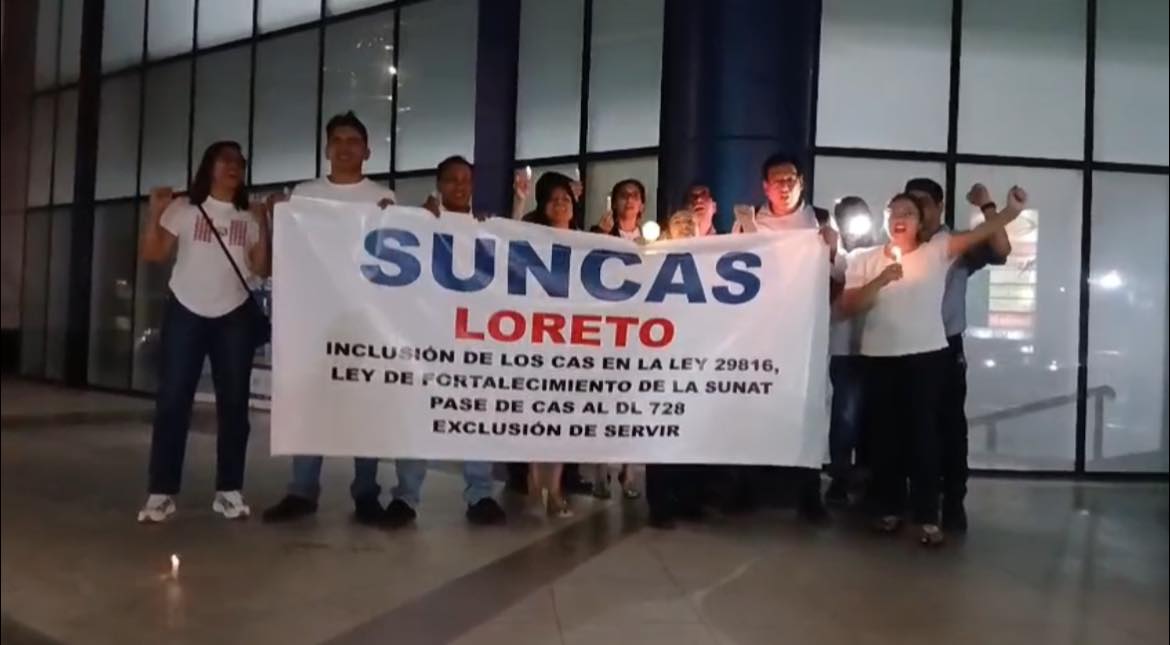 SUNCAS
LORETO
INCLUSIÓN DE LOS CAS EN LA LEY 29816,
LEY DE FORTALECIMIENTO DE LA SUNAT
PASE DE CAS AL DL 728
EXCLUSIÓN DE SERVIR